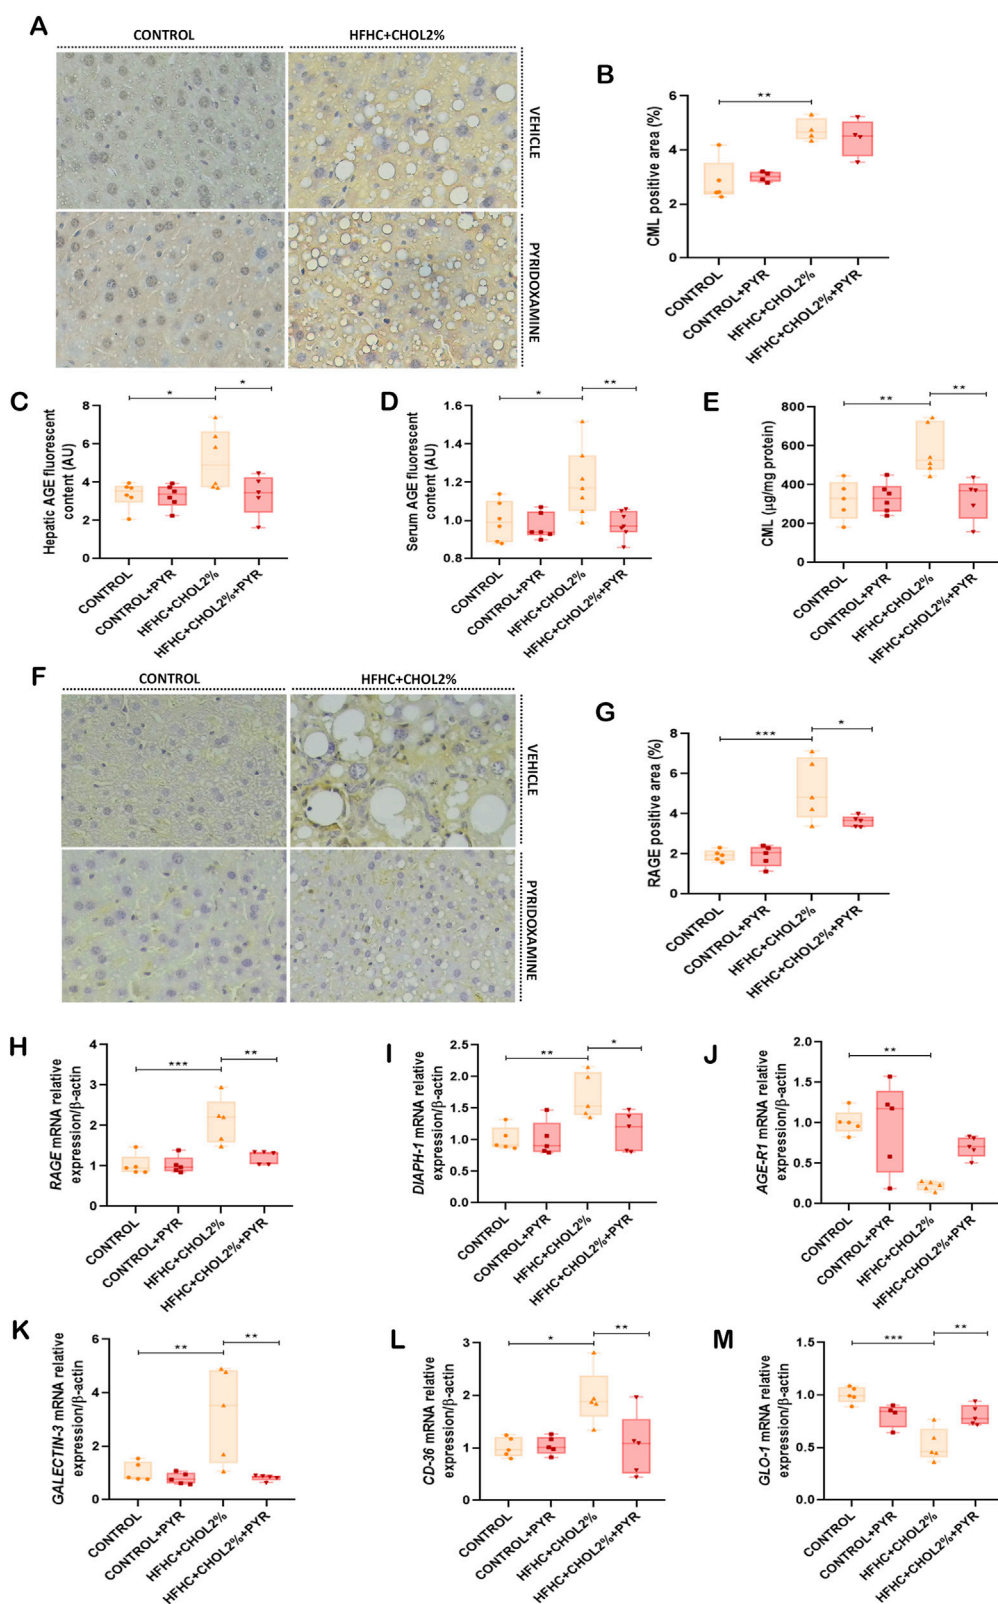 A
CONTROL
HFHC+CHOL2%
VEHICLE
PYRIDOXAMINE
B
CML positive area (%)
6
4
2
0
**
CONTROL
CONTROL+PYR
HFHC+CHOL2%
HFHC+CHOL2%+PYR
C
Hepatic AGE fluorescent
content (AU)
8
6
4
2
0
*
*
CONTROL
CONTROL+PYR
HFHC+CHOL2%
HFHC+CHOL2%+PYR
D
Serum AGE fluorescent
content (AU)
1.6
1.4
1.2
1.0
0.8
*
**
CONTROL
CONTROL+PYR
HFHC+CHOL2%
HFHC+CHOL2%+PYR
E
CML (µg/mg protein)
800
600
400
200
0
**
**
CONTROL
CONTROL+PYR
HFHC+CHOL2%
HFHC+CHOL2%+PYR
F
CONTROL
HFHC+CHOL2%
VEHICLE
PYRIDOXAMINE
G
RAGE positive area (%)
8
6
4
2
0
***
*
CONTROL
CONTROL+PYR
HFHC+CHOL2%
HFHC+CHOL2%+PYR
H
RAGE mRNA relative
expression/β-actin
4
3
2
1
0
***
**
CONTROL
CONTROL+PYR
HFHC+CHOL2%
HFHC+CHOL2%+PYR
I
DIAPH-1 mRNA relative
expression/β-actin
2.5
2.0
1.5
1.0
0.5
0.0
**
*
CONTROL
CONTROL+PYR
HFHC+CHOL2%
HFHC+CHOL2%+PYR
J
AGE-R1 mRNA relative
expression/β-actin
2.0
1.5
1.0
0.5
0.0
**
CONTROL
CONTROL+PYR
HFHC+CHOL2%
HFHC+CHOL2%+PYR
K
GALECTIN-3 mRNA relative
expression/β-actin
6
4
2
0
**
**
CONTROL
CONTROL+PYR
HFHC+CHOL2%
HFHC+CHOL2%+PYR
L
CD-36 mRNA relative
expression/β-actin
3
2
1
0
*
**
CONTROL
CONTROL+PYR
HFHC+CHOL2%
HFHC+CHOL2%+PYR
M
GLO-1 mRNA relative
expression/β-actin
1.5
1.0
0.5
0.0
***
**
CONTROL
CONTROL+PYR
HFHC+CHOL2%
HFHC+CHOL2%+PYR